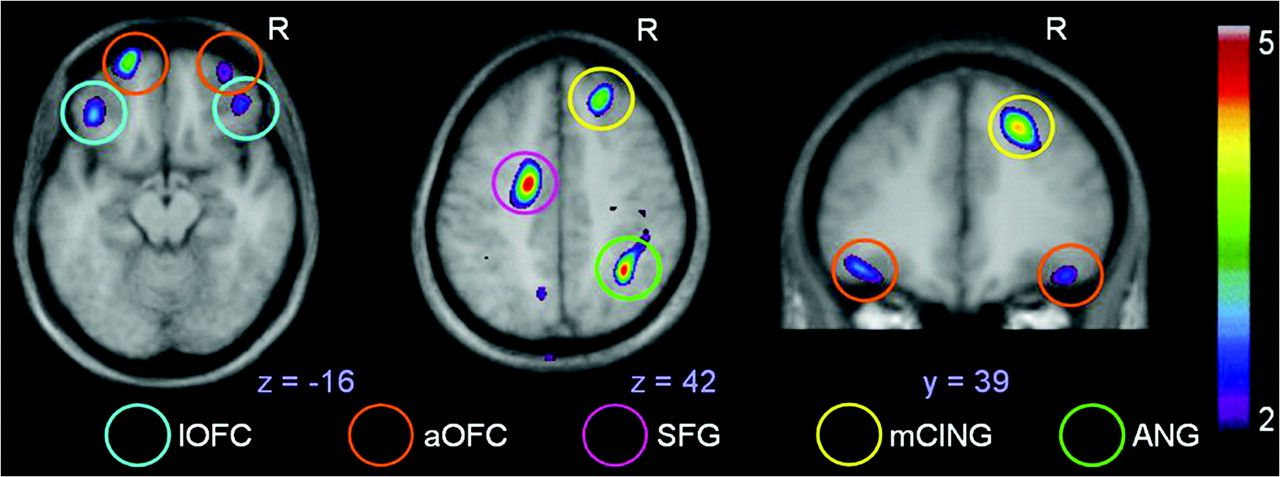 R
R
R
5
z = -16
z = 42
y = 39
2
lOFC
aOFC
SFG
mCING
ANG